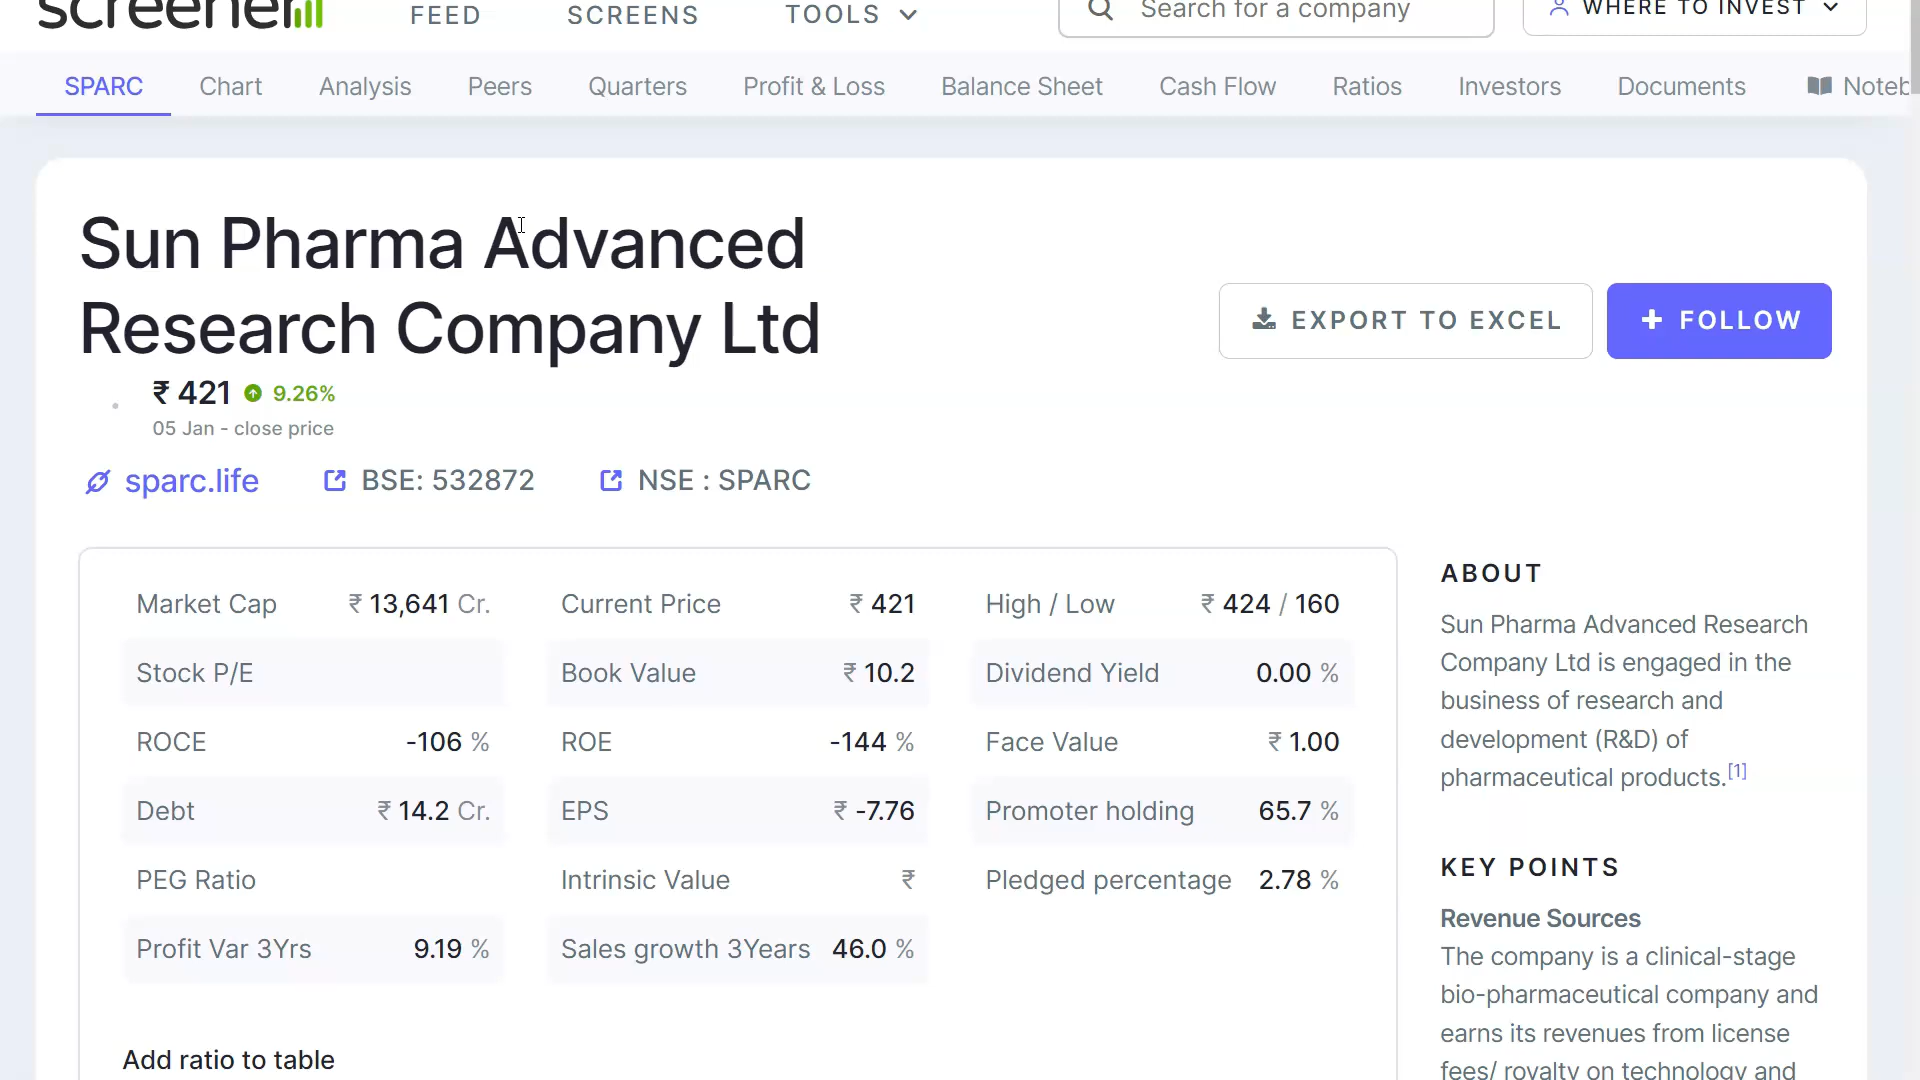 screener
FEED SCREENS TOOLS
Search for a company
WHERE TO INVEST
SPARC Chart Analysis Peers Quarters Profit & Loss Balance Sheet Cash Flow Ratios Investors Documents Noteb
Sun Pharma Advanced
Research Company Ltd
EXPORT TO EXCEL
+ FOLLOW
₹ 421 9.26%
05 Jan - close price
sparc.life BSE: 532872 NSE : SPARC
Market Cap ₹ 13,641 Cr. Current Price ₹ 421 High / Low ₹ 424 / 160
Stock P/E Book Value ₹ 10.2 Dividend Yield 0.00 %
ROCE -106 % ROE -144 % Face Value ₹ 1.00
Debt ₹ 14.2 Cr. EPS ₹ -7.76 Promoter holding 65.7 %
PEG Ratio Intrinsic Value ₹ Pledged percentage 2.78 %
Profit Var 3Yrs 9.19 % Sales growth 3Years 46.0 %
Add ratio to table
ABOUT
Sun Pharma Advanced Research
Company Ltd is engaged in the
business of research and
development (R&D) of
pharmaceutical products.[1]
KEY POINTS
Revenue Sources
The company is a clinical-stage
bio-pharmaceutical company and
earns its revenues from license
fees/ royalty on technology and